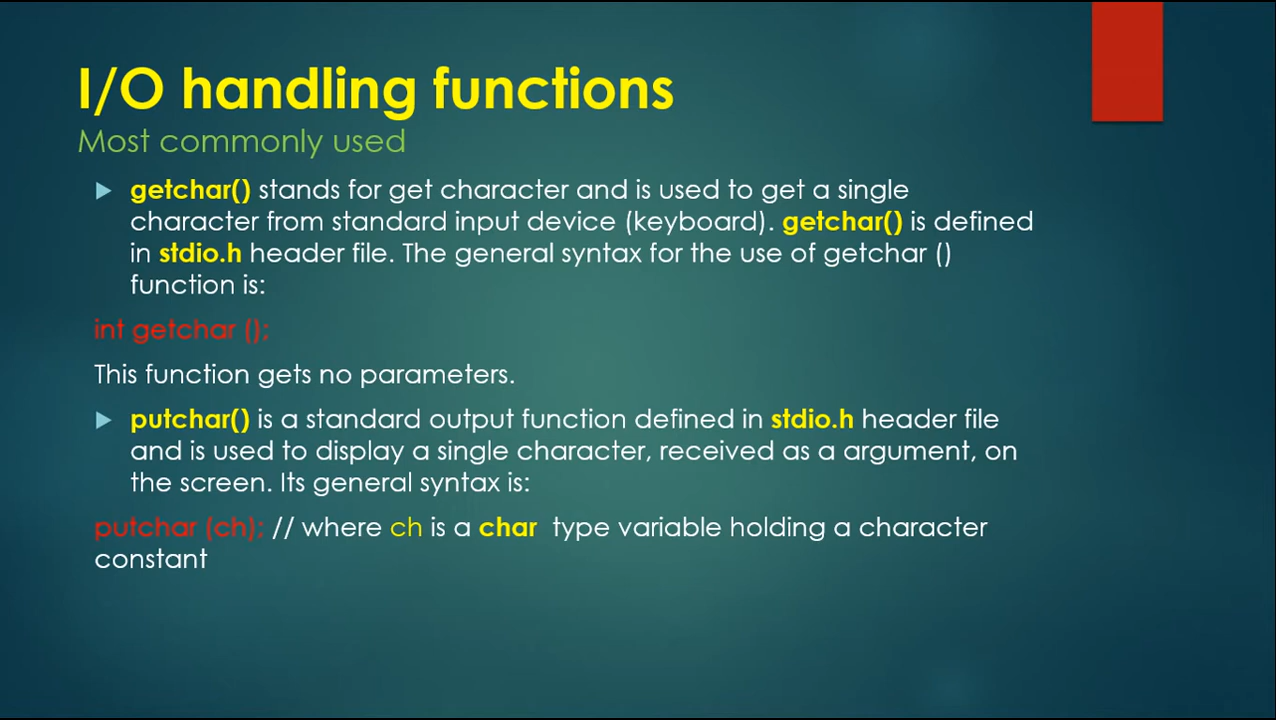 I/O handling functions
Most commonly used
getchar() stands for get character and is used to get a single
character from standard input device (keyboard). getchar() is defined
in stdio.h header file. The general syntax for the use of getchar ()
function is:
int getchar ();
This function gets no parameters.
putchar() is a standard output function defined in stdio.h header file
and is used to display a single character, received as a argument, on
the screen. Its general syntax is:
putchar (ch); // where ch is a char type variable holding a character
constant